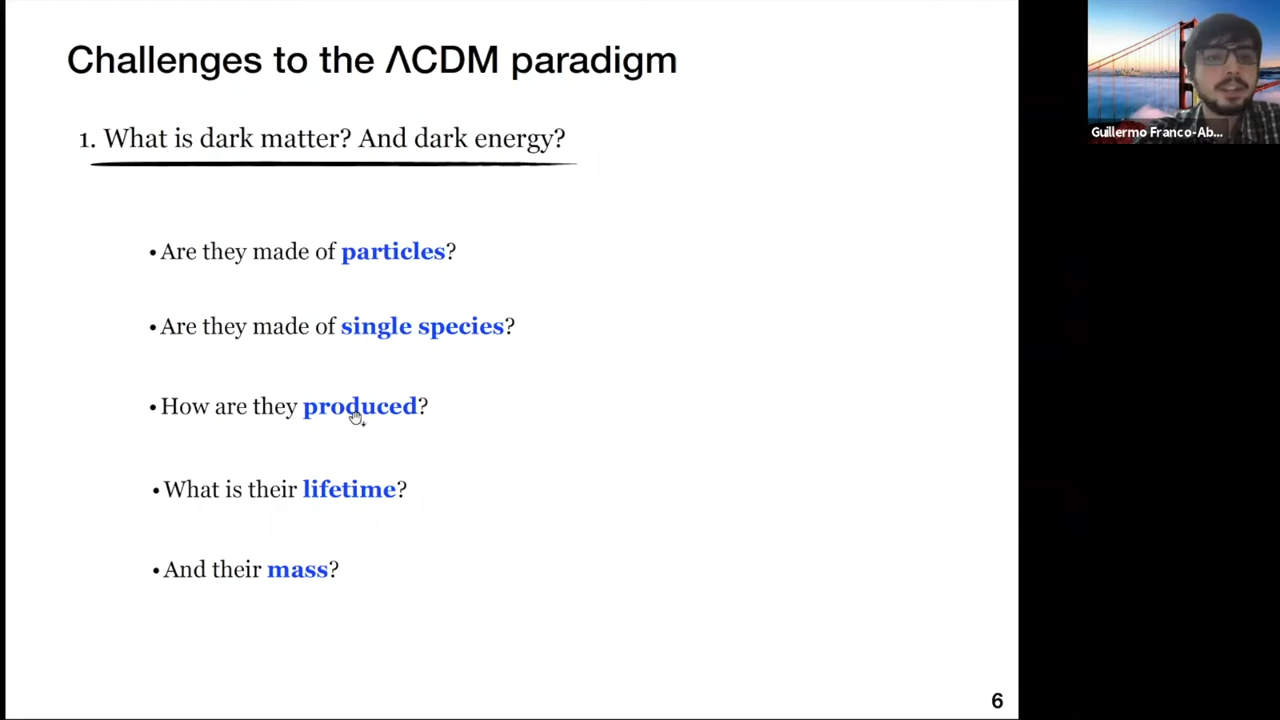 Challenges to the ΛCDM paradigm
1. What is dark matter? And dark energy?
• Are they made of particles?
• Are they made of single species?
• How are they produced?
• What is their lifetime?
• And their mass?
6
Guillermo Franco-Ab...